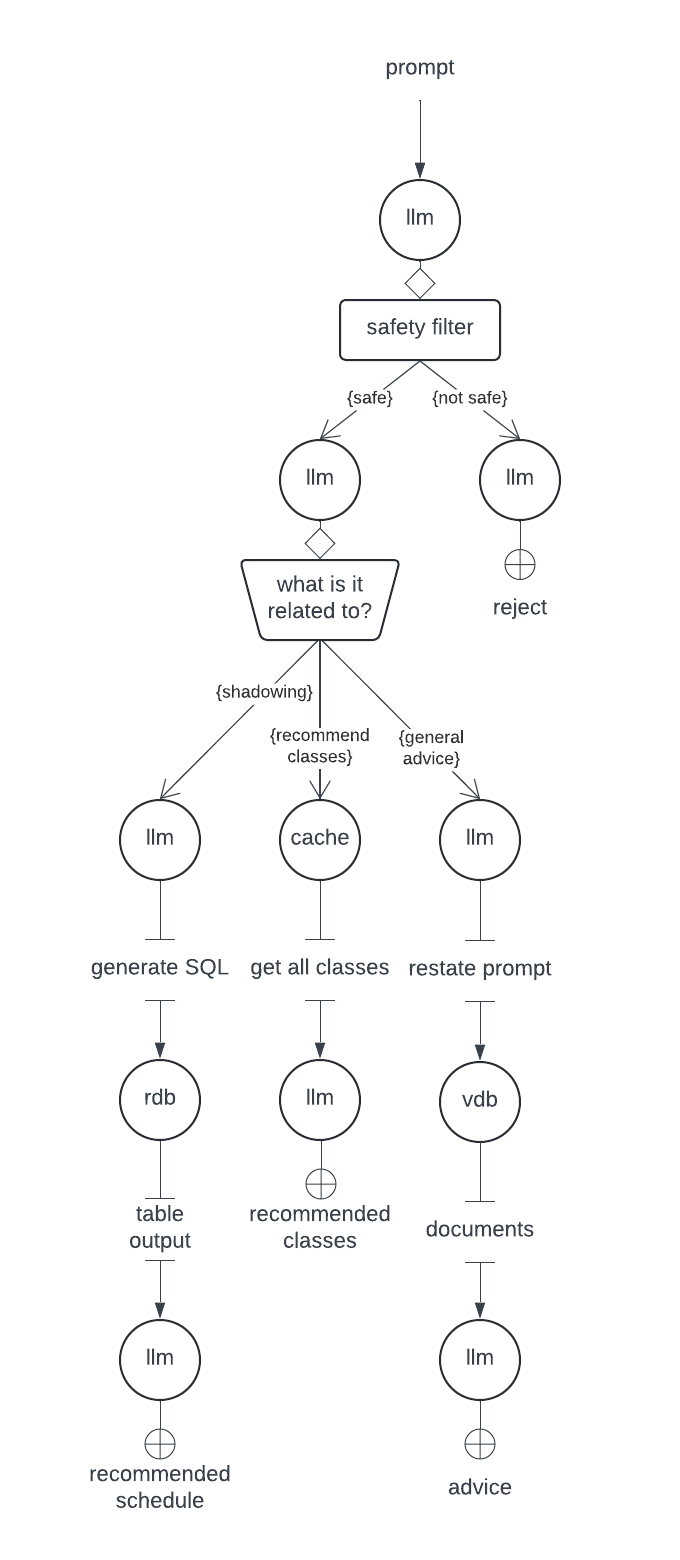 prompt
llm
safety filter
{safe}
{not safe}
llm
llm
what is it
related to?
reject
{shadowing}
{recommend
classes}
{general
advice}
llm
cache
llm
generate SQL
get all classes
restate prompt
rdb
llm
vdb
table
output
recommended
classes
documents
llm
llm
recommended
schedule
advice